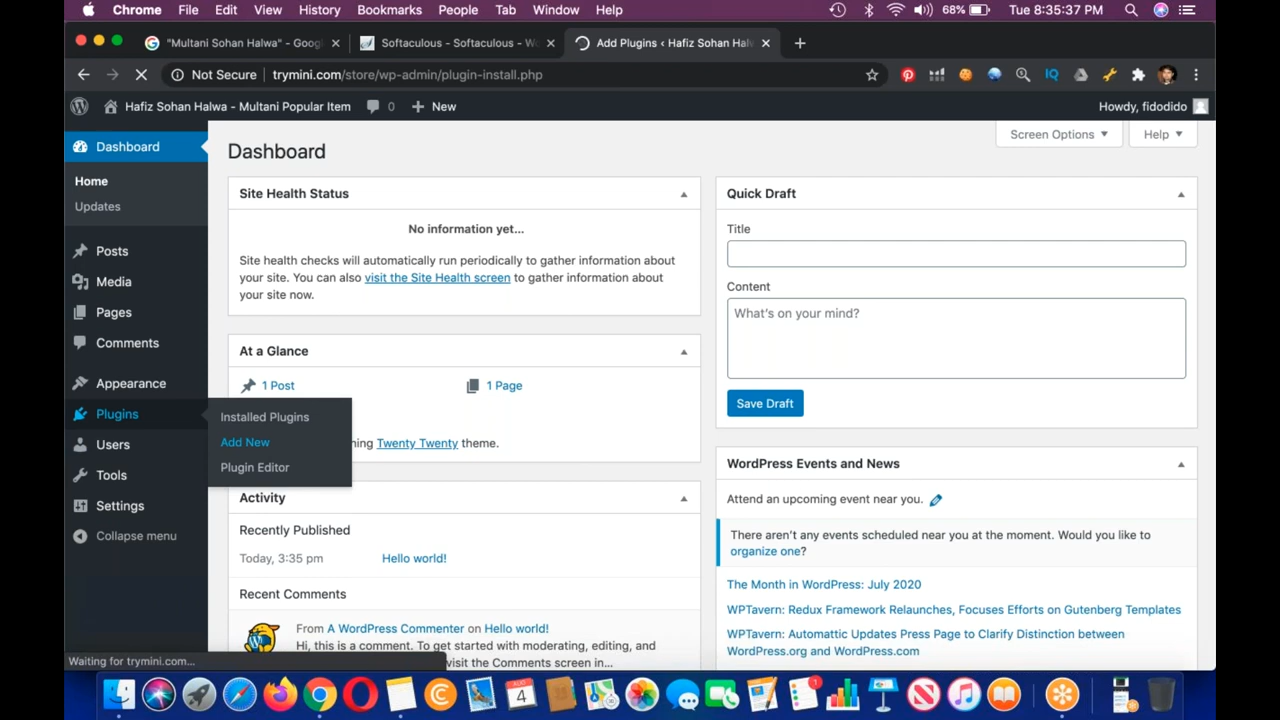 Chrome File Edit View History Bookmarks People Tab Window Help 68% Tue 8:35:37 PM
"Multani Sohan Halwa" - Goog
Softaculous - Softaculous - Wo
Add Plugins ‹ Hafiz Sohan Halw
Not Secure trymini.com/store/wp-admin/plugin-install.php
Hafiz Sohan Halwa - Multani Popular Item 0 New Howdy, fidodido
Dashboard
Home
Updates
Posts
Media
Pages
Comments
Appearance
Plugins
Users
Tools
Settings
Collapse menu
Installed Plugins
Add New
Plugin Editor
Screen Options
Help
Dashboard
Site Health Status
No information yet...
Site health checks will automatically run periodically to gather information about
your site. You can also visit the Site Health screen to gather information about
your site now.
At a Glance
1 Post 1 Page
Twenty Twenty theme.
Activity
Recently Published
Today, 3:35 pm Hello world!
Recent Comments
From A WordPress Commenter on Hello world!
Hi, this is a comment. To get started with moderating, editing, and
visit the Comments screen in...
Quick Draft
Title
Content
What's on your mind?
Save Draft
WordPress Events and News
Attend an upcoming event near you.
There aren't any events scheduled near you at the moment. Would you like to
organize one?
The Month in WordPress: July 2020
WPTavern: Redux Framework Relaunches, Focuses Efforts on Gutenberg Templates
WPTavern: Automattic Updates Press Page to Clarify Distinction between
WordPress.org and WordPress.com
Waiting for trymini.com...
4
1